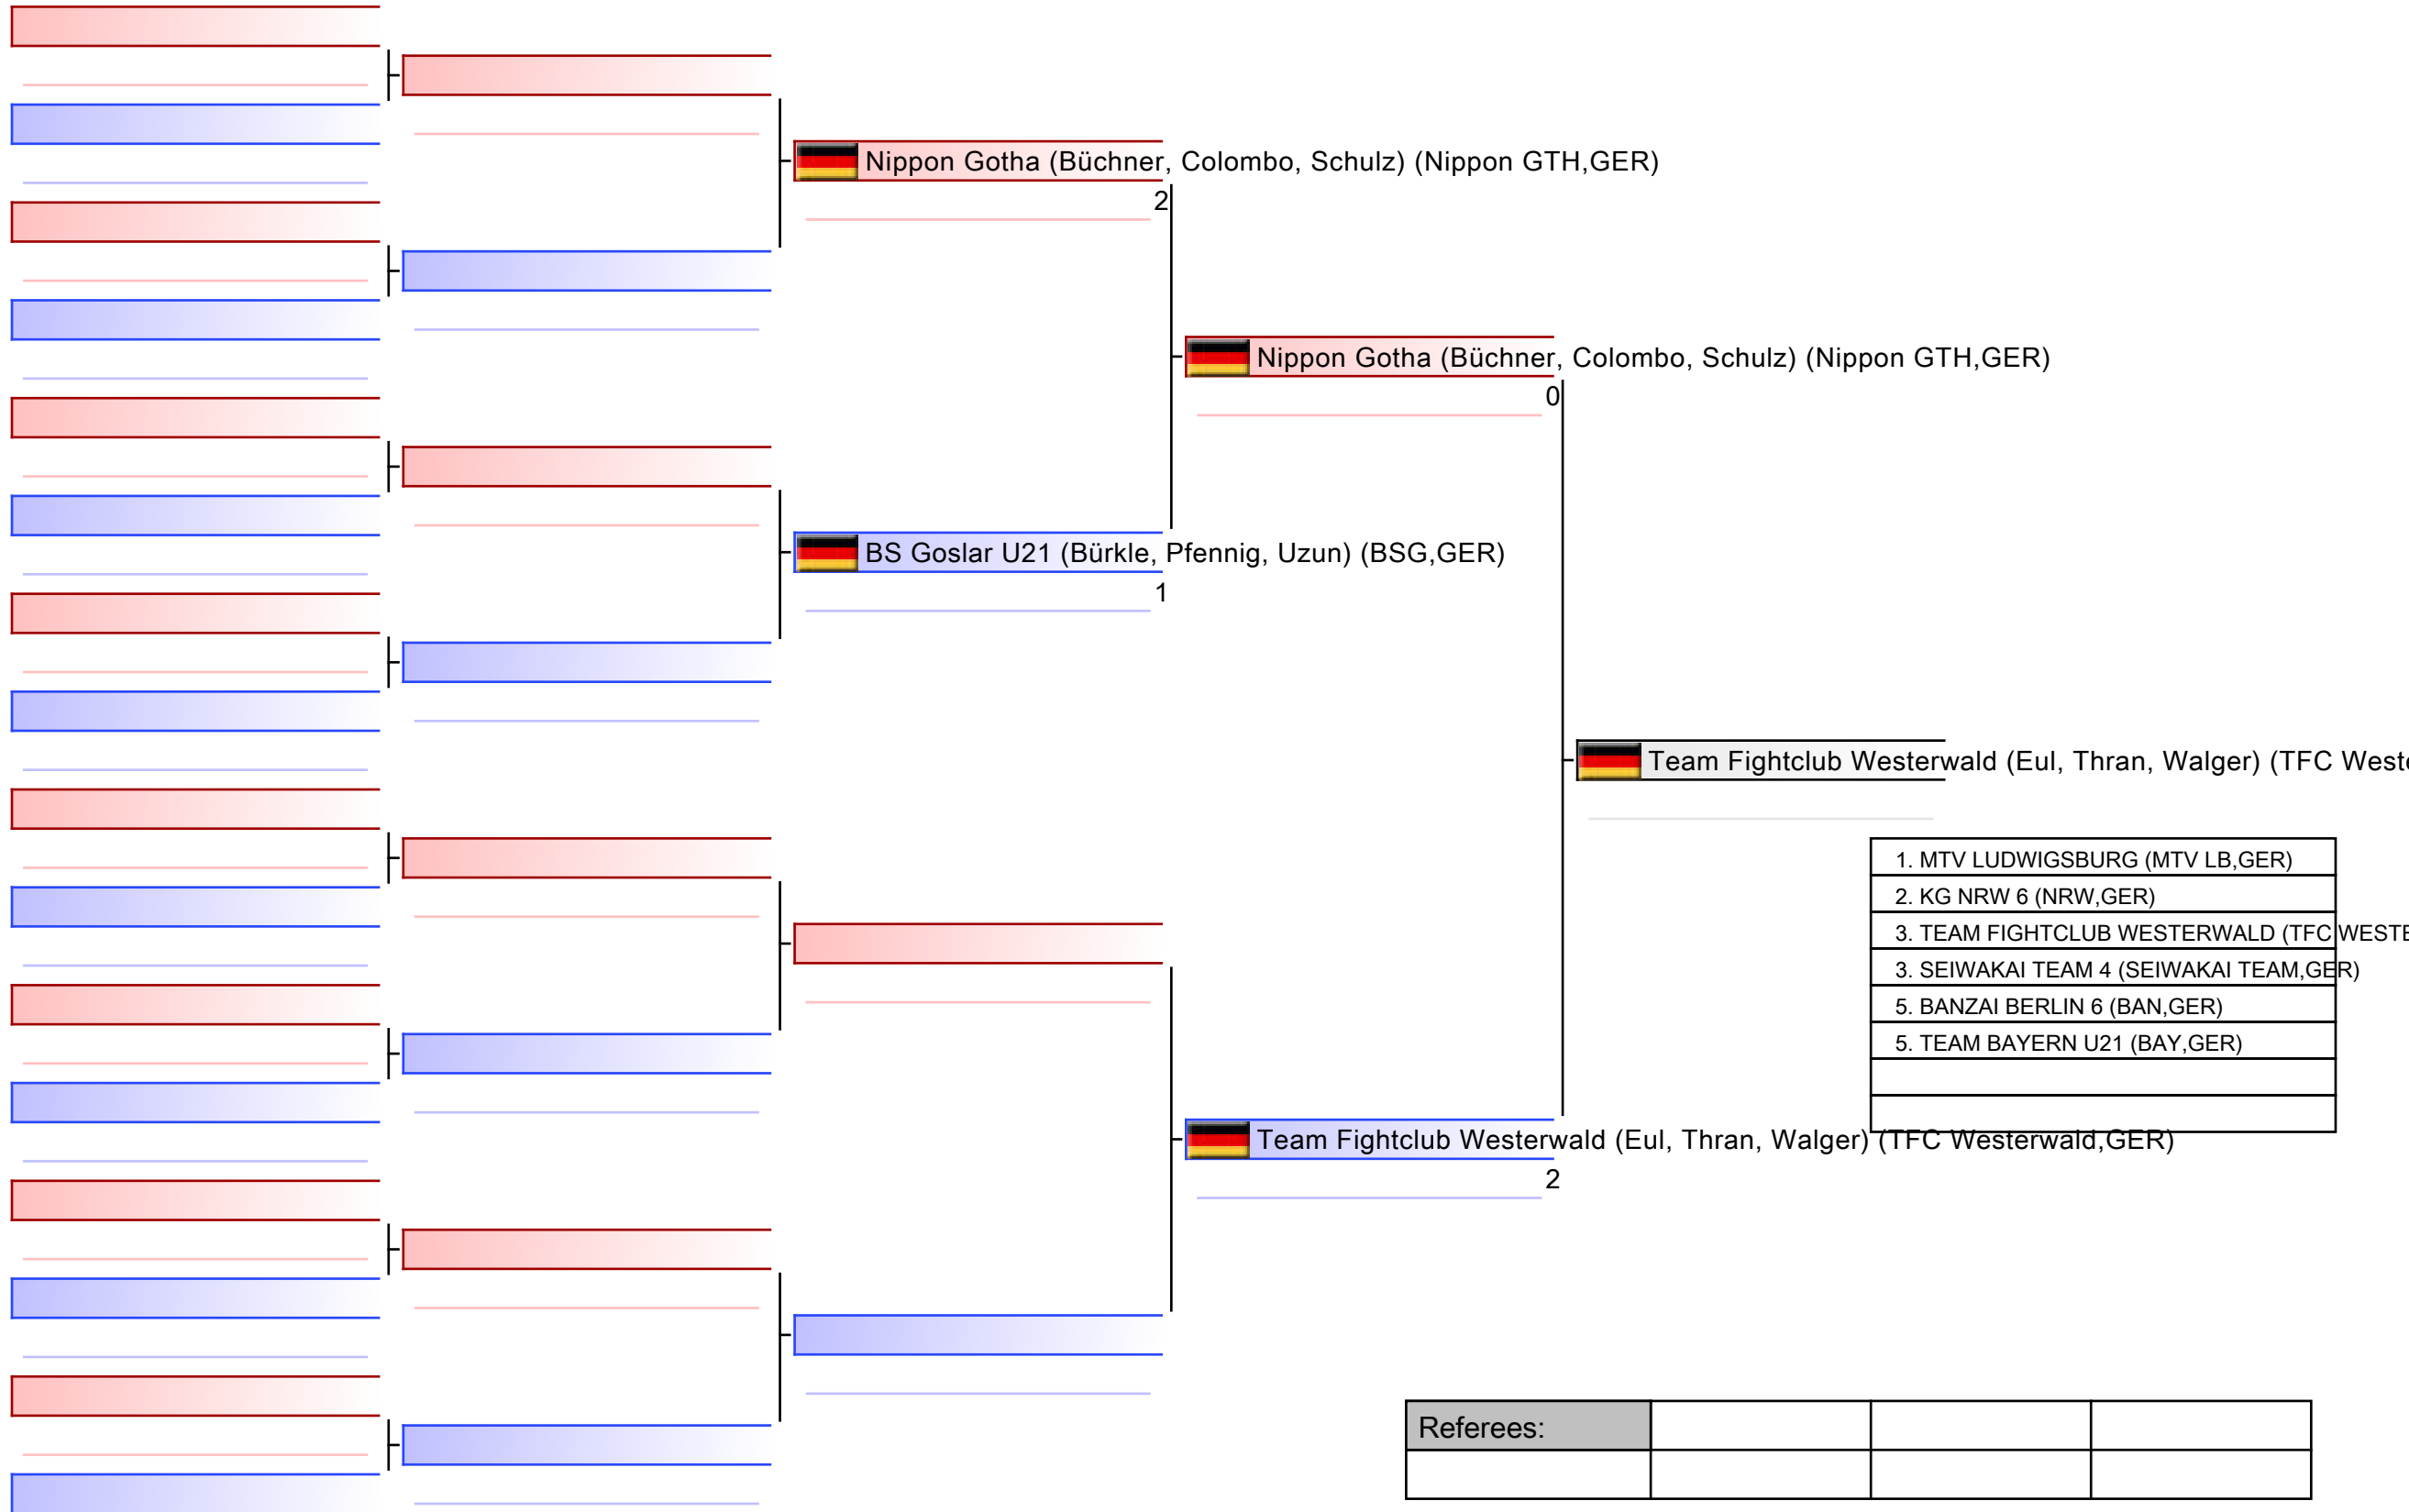 Nippon Gotha (Büchner, Colombo, Schulz) (Nippon GTH,GER)
2
Nippon Gotha (Büchner, Colombo, Schulz) (Nippon GTH,GER)
0
BS Goslar U21 (Bürkle, Pfennig, Uzun) (BSG,GER)
1
Team Fightclub Westerwald (Eul, Thran, Walger) (TFC
1. MTV LUDWIGSBURG (MTV LB,GER)
2. KG NRW 6 (NRW,GER)
3. TEAM FIGHTCLUB WESTERWALD (TFC
3. SEIWAKAI TEAM 4 (SEIWAKAI TEAM,GER)
5. BANZAI BERLIN 6 (BAN,GER)
5. TEAM BAYERN U21 (BAY,GER)
Team Fightclub Westerwald (Eul, Thran, Walger) (TFC Westerwald,GER)
2
Referees: